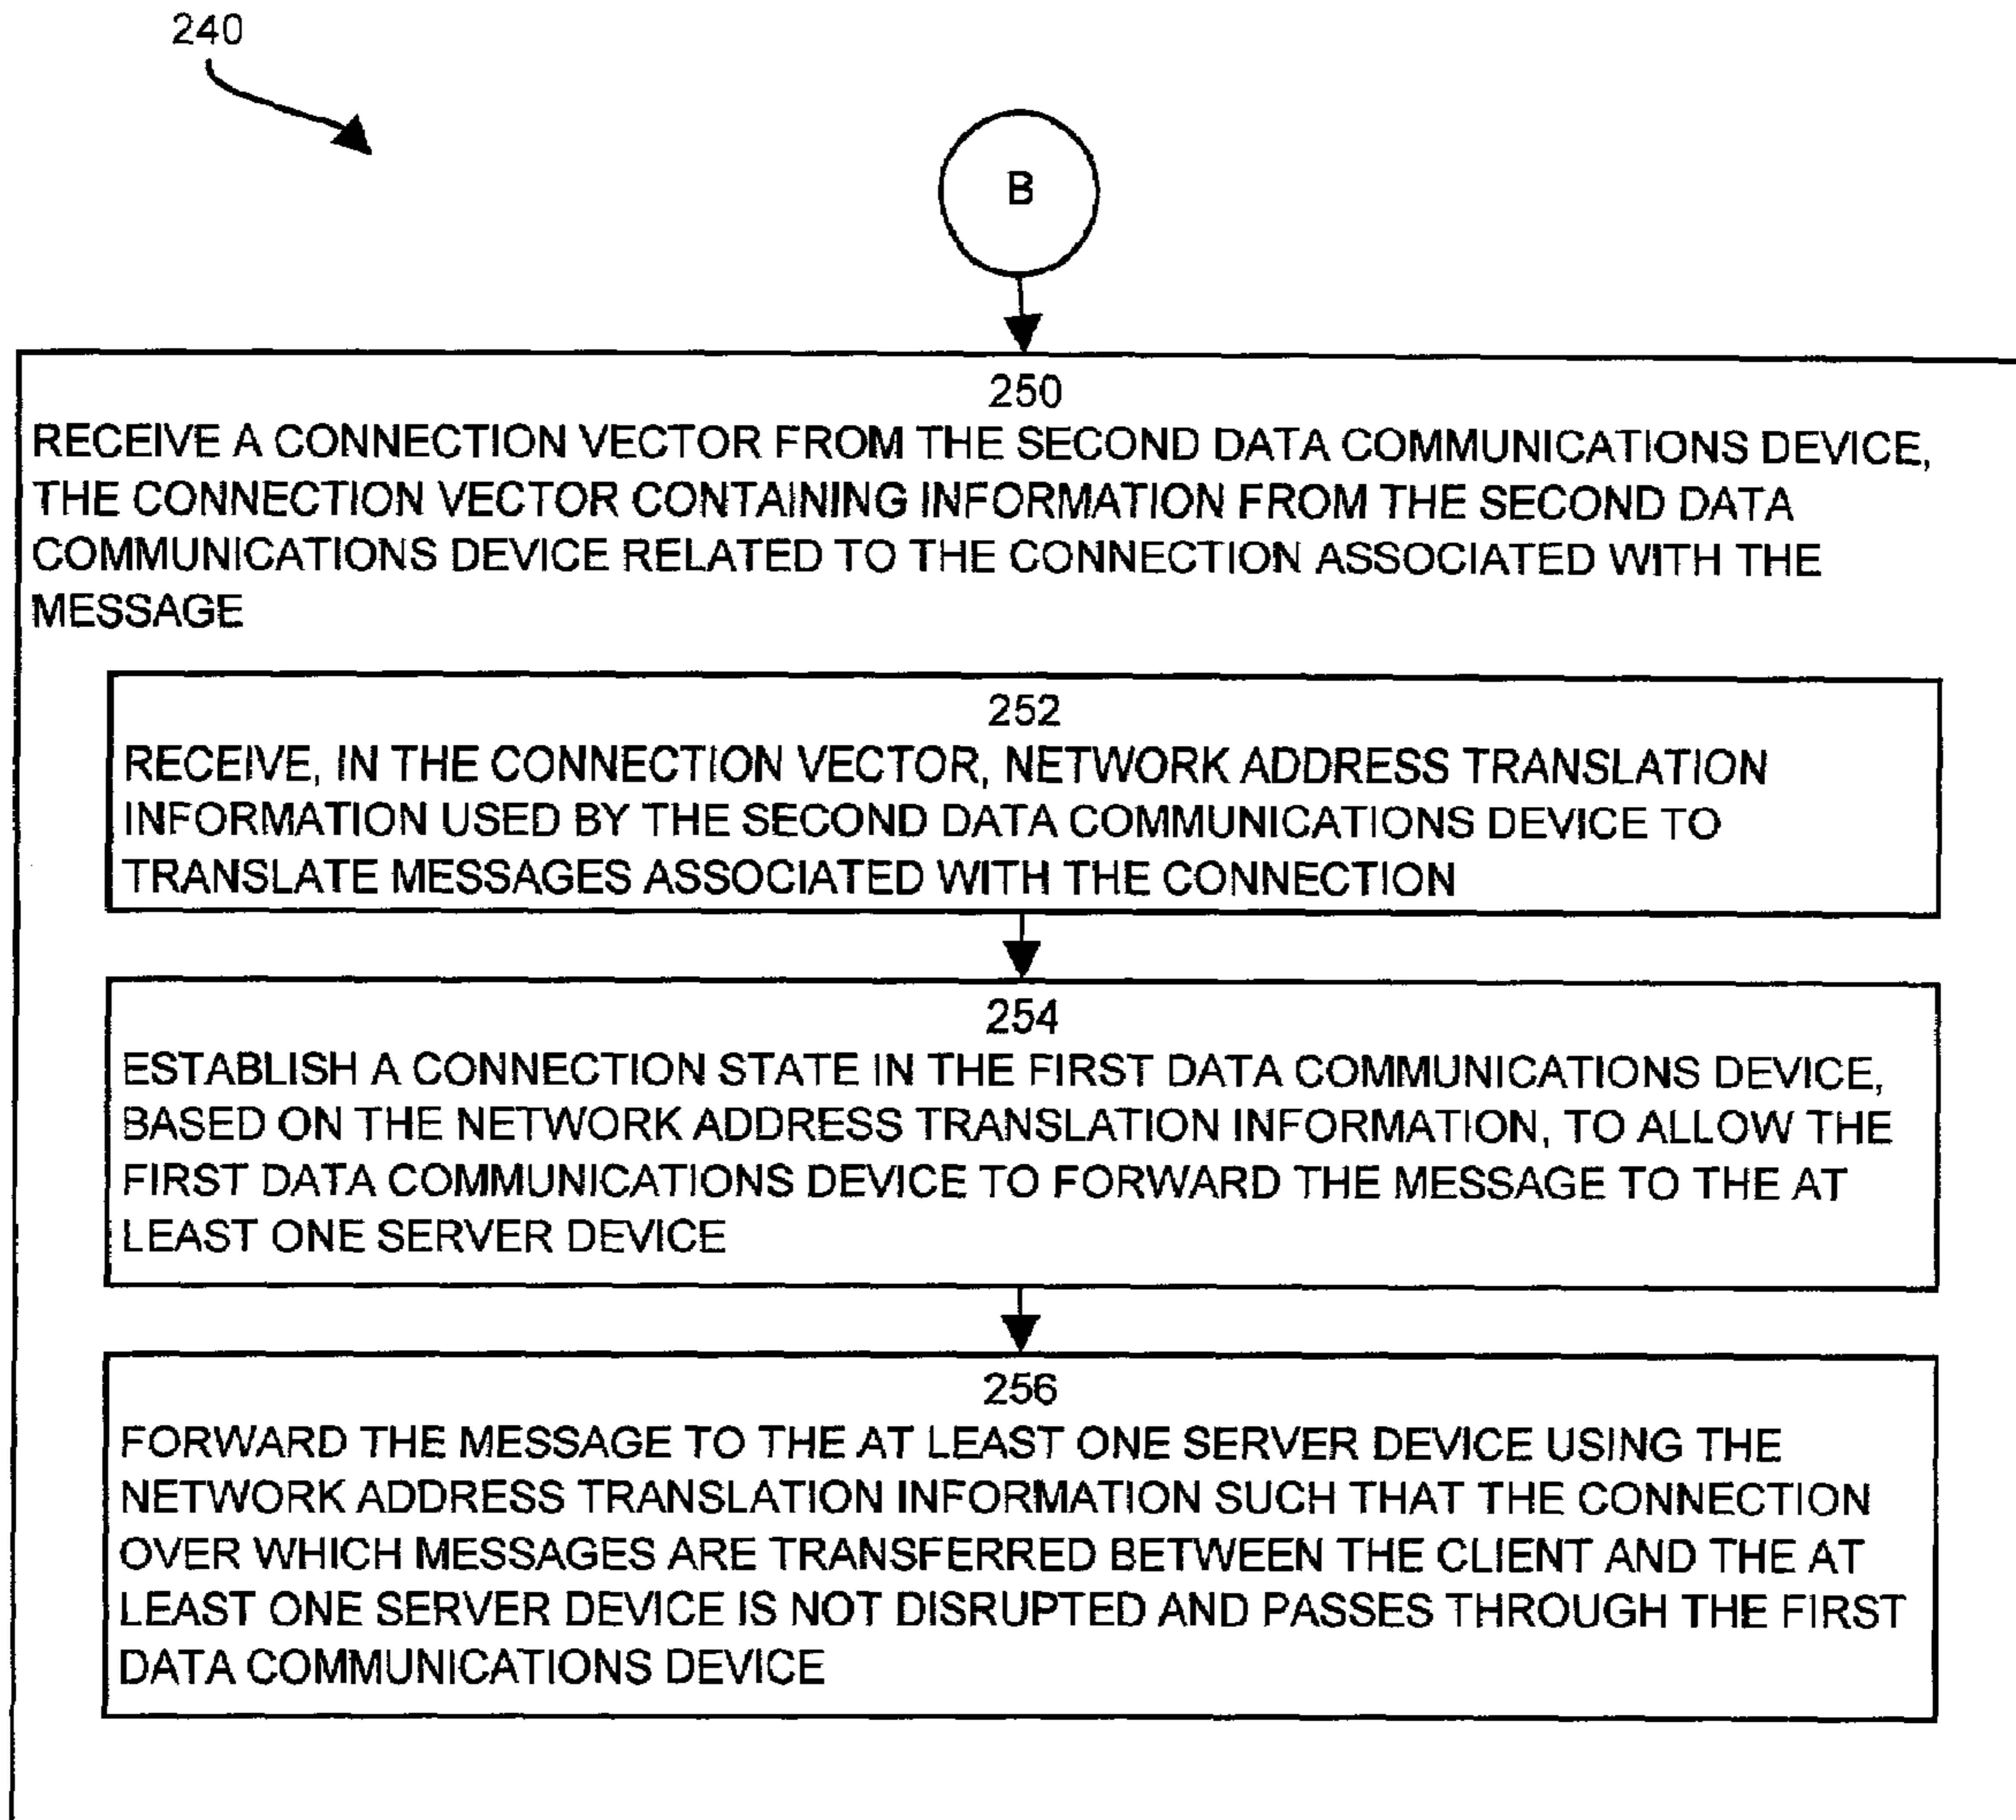 240
B
250
RECEIVE A CONNECTION VECTOR FROM THE SECOND DATA COMMUNICATIONS DEVICE,
THE CONNECTION VECTOR CONTAINING INFORMATION FROM THE SECOND DATA
COMMUNICATIONS DEVICE RELATED TO THE CONNECTION ASSOCIATED WITH THE
MESSAGE
252
RECEIVE, IN THE CONNECTION VECTOR, NETWORK ADDRESS TRANSLATION
INFORMATION USED BY THE SECOND DATA COMMUNICATIONS DEVICE TO
TRANSLATE MESSAGES ASSOCIATED WITH THE CONNECTION
254
ESTABLISH A CONNECTION STATE IN THE FIRST DATA COMMUNICATIONS DEVICE,
BASED ON THE NETWORK ADDRESS TRANSLATION INFORMATION, TO ALLOW THE
FIRST DATA COMMUNICATIONS DEVICE TO FORWARD THE MESSAGE TO THE AT
LEAST ONE SERVER DEVICE
256
FORWARD THE MESSAGE TO THE AT LEAST ONE SERVER DEVICE USING THE
NETWORK ADDRESS TRANSLATION INFORMATION SUCH THAT THE CONNECTION
OVER WHICH MESSAGES ARE TRANSFERRED BETWEEN THE CLIENT AND THE AT
LEAST ONE SERVER DEVICE IS NOT DISRUPTED AND PASSES THROUGH THE FIRST
DATA COMMUNICATIONS DEVICE